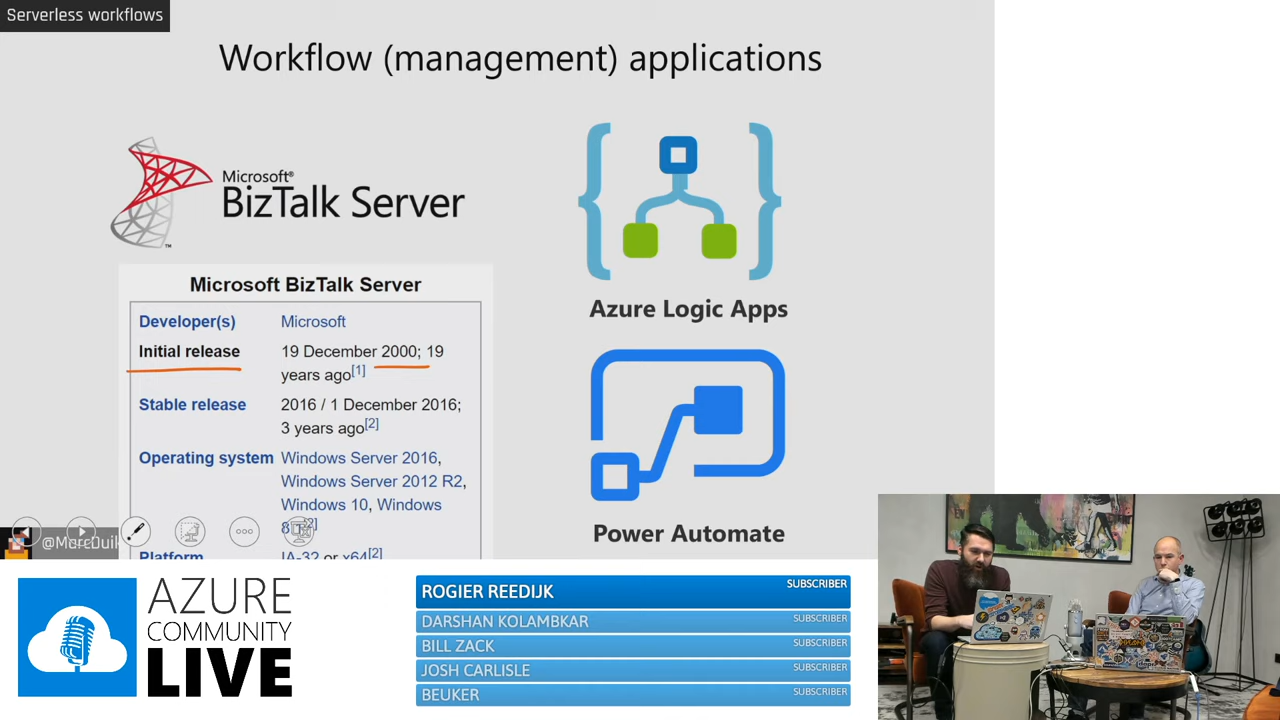 Serverless workflows
Workflow (management) applications
Microsoft®
BizTalk Server
™
Microsoft BizTalk Server
Developer(s) Microsoft
Initial release 19 December 2000; 19
years ago[1]
Stable release 2016 / 1 December 2016;
3 years ago[2]
Operating system Windows Server 2016,
Windows Server 2012 R2,
Windows 10, Windows
Platform IA-32 or x64[2]
Azure Logic Apps
Power Automate
AZURE
COMMUNITY
LIVE
ROGIER REEDIJK SUBSCRIBER
DARSHAN KOLAMBKAR SUBSCRIBER
BILL ZACK SUBSCRIBER
JOSH CARLISLE SUBSCRIBER
BEUKER SUBSCRIBER